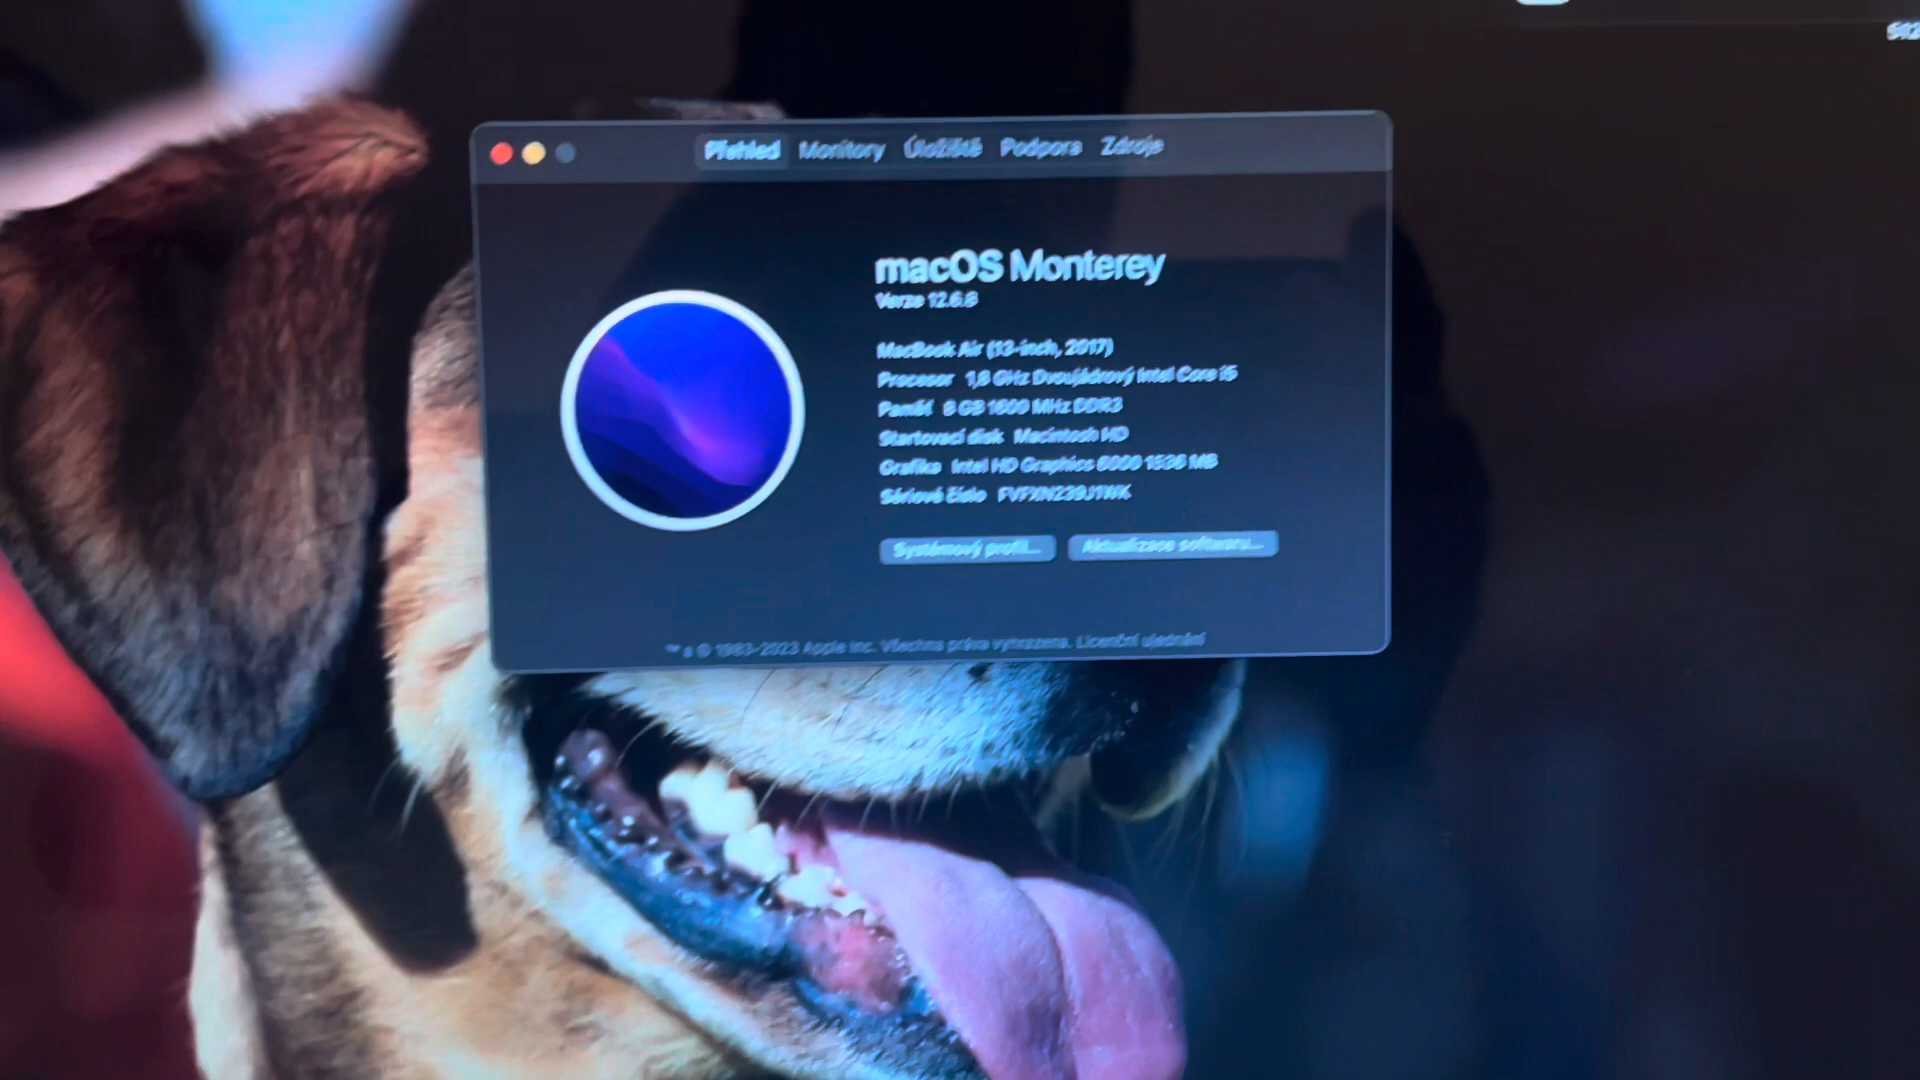 Přehled Monitory Úložiště Podpora Zdroje
macOS Monterey
Verze 12.6.8
MacBook Air (13-inch, 2017)
Procesor 1,8 GHz Dvoujádrový Intel Core i5
Paměť 8 GB 1600 MHz DDR3
Startovací disk Macintosh HD
Grafika Intel HD Graphics 6000 1536 MB
Sériové číslo FVFXN239J1WK
Systémový profil... Aktualizace softwaru...
™ a © 1983-2023 Apple Inc. Všechna práva vyhrazena. Licenční ujednání